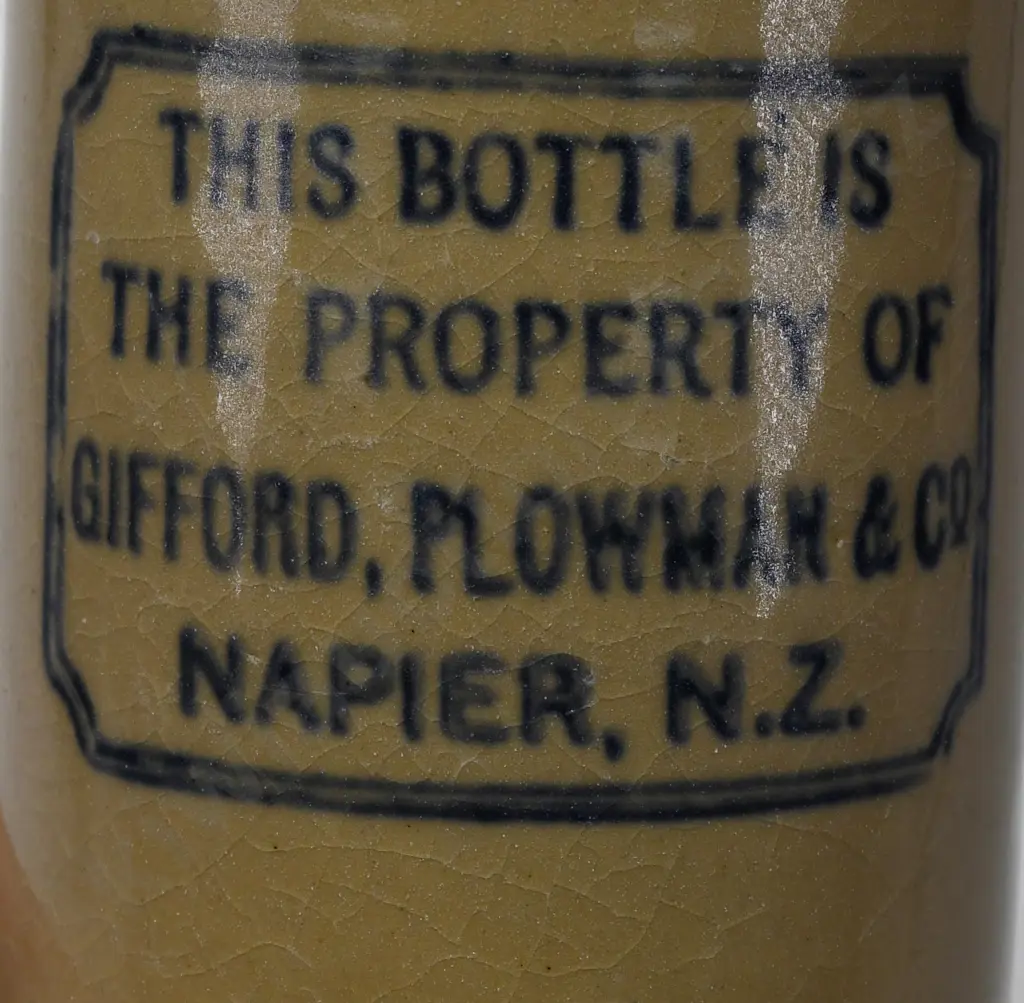 THIS BOTTLE IS
THE PROPERTY OF
GIFFORD, PLOWMAN & CO
NAPIER, N.Z.